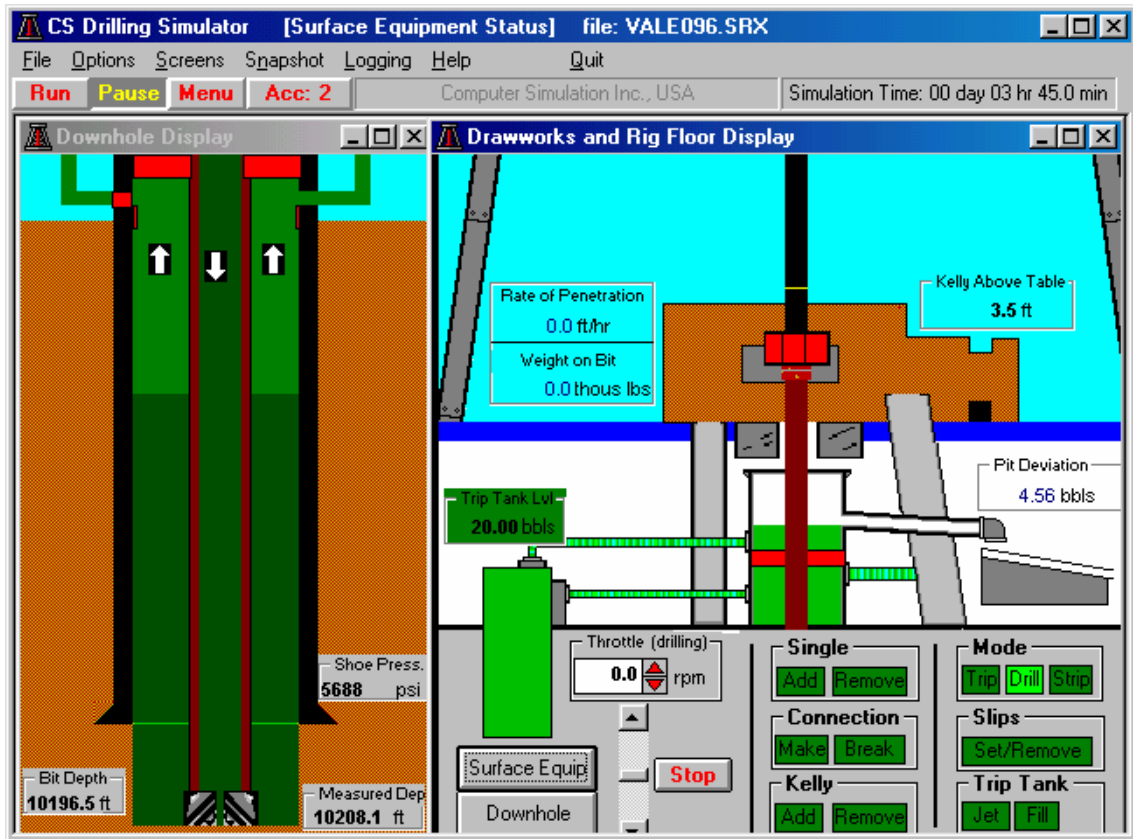 CS Drilling Simulator [Surface Equipment Status] file: VALE096.SRX
File Options Screens Snapshot Logging Help Quit
Run Pause Menu Acc: 2 Computer Simulation Inc., USA Simulation Time: 00 day 03 hr 45.0 min
Downhole Display
Shoe Press.
5688 psi
Bit Depth
10196.5 ft
Measured Dep
10208.1 ft
Drawworks and Rig Floor Display
Rate of Penetration
0.0 ft/hr
Weight on Bit
0.0 thous lbs
Kelly Above Table
3.5 ft
Pit Deviation
4.56 bbls
Trip Tank Lvl
20.00 bbls
Throttle (drilling)
0.0 rpm
Surface Equip
Downhole
Stop
Single
Add Remove
Connection
Make Break
Kelly
Add Remove
Mode
Trip Drill Strip
Slips
Set/Remove
Trip Tank
Jet Fill